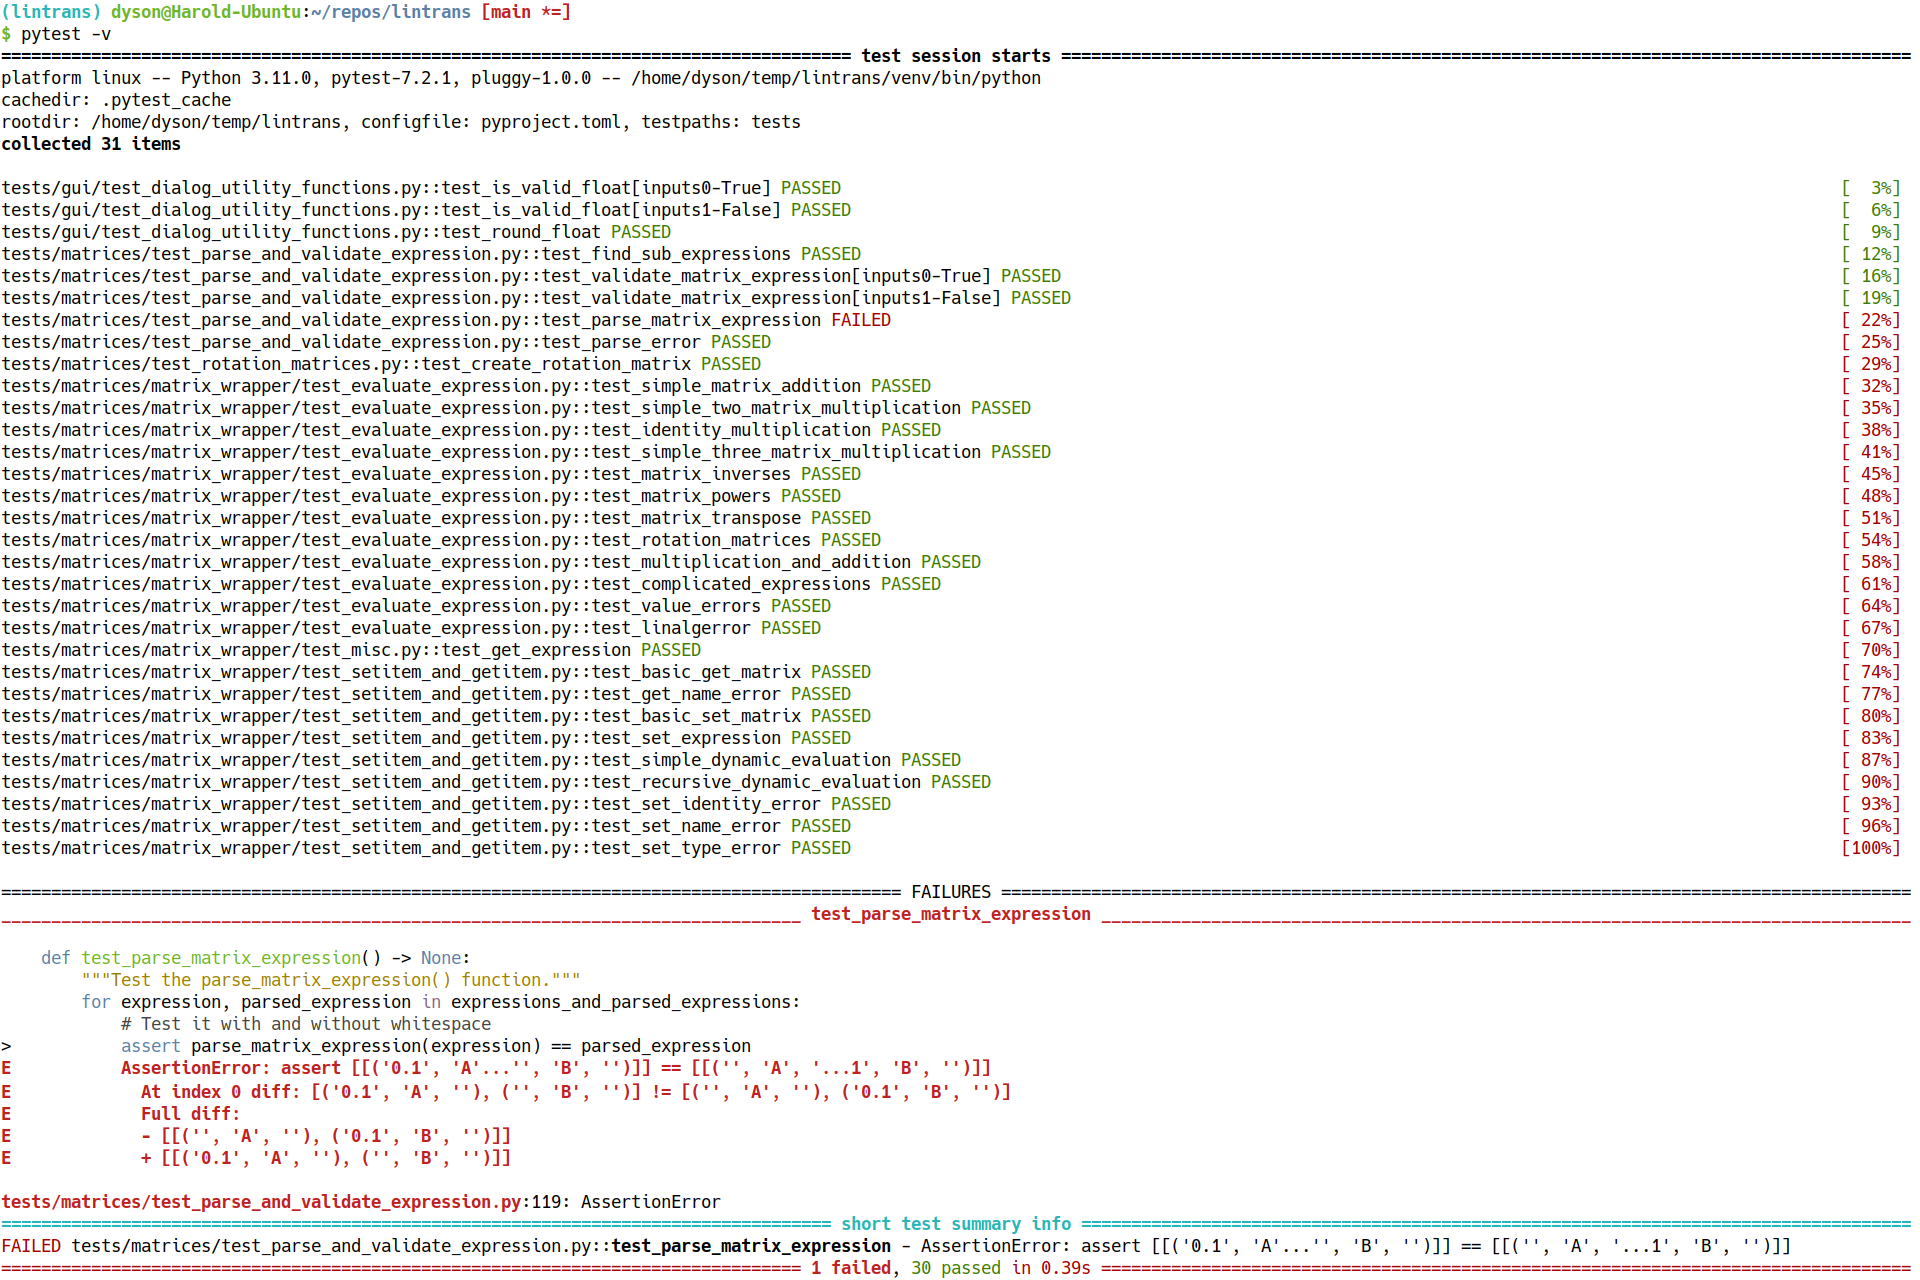 (lintrans) dyson@Harold-Ubuntu:~/repos/lintrans [main *=]
$ pytest -v
===================================================================================== test session starts =====================================================================================
platform linux -- Python 3.11.0, pytest-7.2.1, pluggy-1.0.0 -- /home/dyson/temp/lintrans/venv/bin/python
cachedir: .pytest_cache
rootdir: /home/dyson/temp/lintrans, configfile: pyproject.toml, testpaths: tests
collected 31 items
tests/gui/test_dialog_utility_functions.py::test_is_valid_float[inputs0-True] PASSED [  3%]
tests/gui/test_dialog_utility_functions.py::test_is_valid_float[inputs1-False] PASSED [  6%]
tests/gui/test_dialog_utility_functions.py::test_round_float PASSED [  9%]
tests/matrices/test_parse_and_validate_expression.py::test_find_sub_expressions PASSED [ 12%]
tests/matrices/test_parse_and_validate_expression.py::test_validate_matrix_expression[inputs0-True] PASSED [ 16%]
tests/matrices/test_parse_and_validate_expression.py::test_validate_matrix_expression[inputs1-False] PASSED [ 19%]
tests/matrices/test_parse_and_validate_expression.py::test_parse_matrix_expression FAILED [ 22%]
tests/matrices/test_parse_and_validate_expression.py::test_parse_error PASSED [ 25%]
tests/matrices/test_rotation_matrices.py::test_create_rotation_matrix PASSED [ 29%]
tests/matrices/matrix_wrapper/test_evaluate_expression.py::test_simple_matrix_addition PASSED [ 32%]
tests/matrices/matrix_wrapper/test_evaluate_expression.py::test_simple_two_matrix_multiplication PASSED [ 35%]
tests/matrices/matrix_wrapper/test_evaluate_expression.py::test_identity_multiplication PASSED [ 38%]
tests/matrices/matrix_wrapper/test_evaluate_expression.py::test_simple_three_matrix_multiplication PASSED [ 41%]
tests/matrices/matrix_wrapper/test_evaluate_expression.py::test_matrix_inverses PASSED [ 45%]
tests/matrices/matrix_wrapper/test_evaluate_expression.py::test_matrix_powers PASSED [ 48%]
tests/matrices/matrix_wrapper/test_evaluate_expression.py::test_matrix_transpose PASSED [ 51%]
tests/matrices/matrix_wrapper/test_evaluate_expression.py::test_rotation_matrices PASSED [ 54%]
tests/matrices/matrix_wrapper/test_evaluate_expression.py::test_multiplication_and_addition PASSED [ 58%]
tests/matrices/matrix_wrapper/test_evaluate_expression.py::test_complicated_expressions PASSED [ 61%]
tests/matrices/matrix_wrapper/test_evaluate_expression.py::test_value_errors PASSED [ 64%]
tests/matrices/matrix_wrapper/test_evaluate_expression.py::test_linalgerror PASSED [ 67%]
tests/matrices/matrix_wrapper/test_misc.py::test_get_expression PASSED [ 70%]
tests/matrices/matrix_wrapper/test_setitem_and_getitem.py::test_basic_get_matrix PASSED [ 74%]
tests/matrices/matrix_wrapper/test_setitem_and_getitem.py::test_get_name_error PASSED [ 77%]
tests/matrices/matrix_wrapper/test_setitem_and_getitem.py::test_basic_set_matrix PASSED [ 80%]
tests/matrices/matrix_wrapper/test_setitem_and_getitem.py::test_set_expression PASSED [ 83%]
tests/matrices/matrix_wrapper/test_setitem_and_getitem.py::test_simple_dynamic_evaluation PASSED [ 87%]
tests/matrices/matrix_wrapper/test_setitem_and_getitem.py::test_recursive_dynamic_evaluation PASSED [ 90%]
tests/matrices/matrix_wrapper/test_setitem_and_getitem.py::test_set_identity_error PASSED [ 93%]
tests/matrices/matrix_wrapper/test_setitem_and_getitem.py::test_set_name_error PASSED [ 96%]
tests/matrices/matrix_wrapper/test_setitem_and_getitem.py::test_set_type_error PASSED [100%]
========================================================================================== FAILURES ===========================================================================================
________________________________________________________________________________ test_parse_matrix_expression _________________________________________________________________________________
    def test_parse_matrix_expression() -> None:
        """Test the parse_matrix_expression() function."""
        for expression, parsed_expression in expressions_and_parsed_expressions:
            # Test it with and without whitespace
>           assert parse_matrix_expression(expression) == parsed_expression
E           AssertionError: assert [[('0.1', 'A'...'', 'B', '')]] == [[('', 'A', '...1', 'B', '')]]
E             At index 0 diff: [('0.1', 'A', ''), ('', 'B', '')] != [('', 'A', ''), ('0.1', 'B', '')]
E             Full diff:
E             - [[('', 'A', ''), ('0.1', 'B', '')]]
E             + [[('0.1', 'A', ''), ('', 'B', '')]]
tests/matrices/test_parse_and_validate_expression.py:119: AssertionError
=================================================================================== short test summary info ===================================================================================
FAILED tests/matrices/test_parse_and_validate_expression.py::test_parse_matrix_expression - AssertionError: assert [[('0.1', 'A'...'', 'B', '')]] == [[('', 'A', '...1', 'B', '')]]
================================================================================ 1 failed, 30 passed in 0.39s =================================================================================